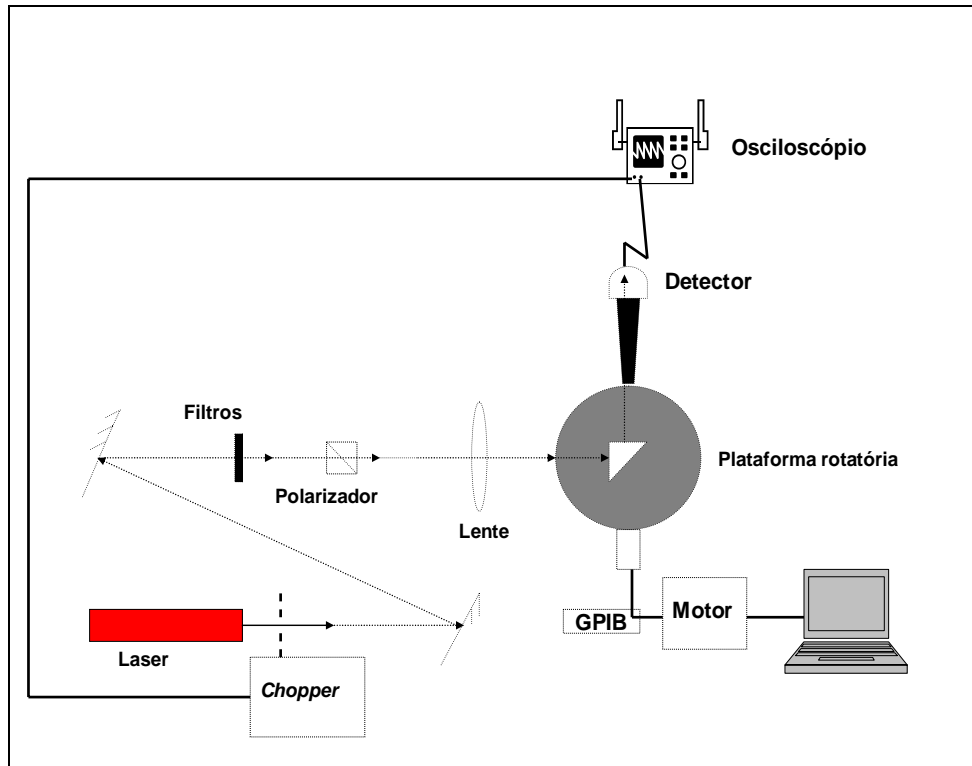 Osciloscópio
Detector
Filtros
Polarizador
Lente
Plataforma rotatória
Laser
Chopper
GPIB
Motor